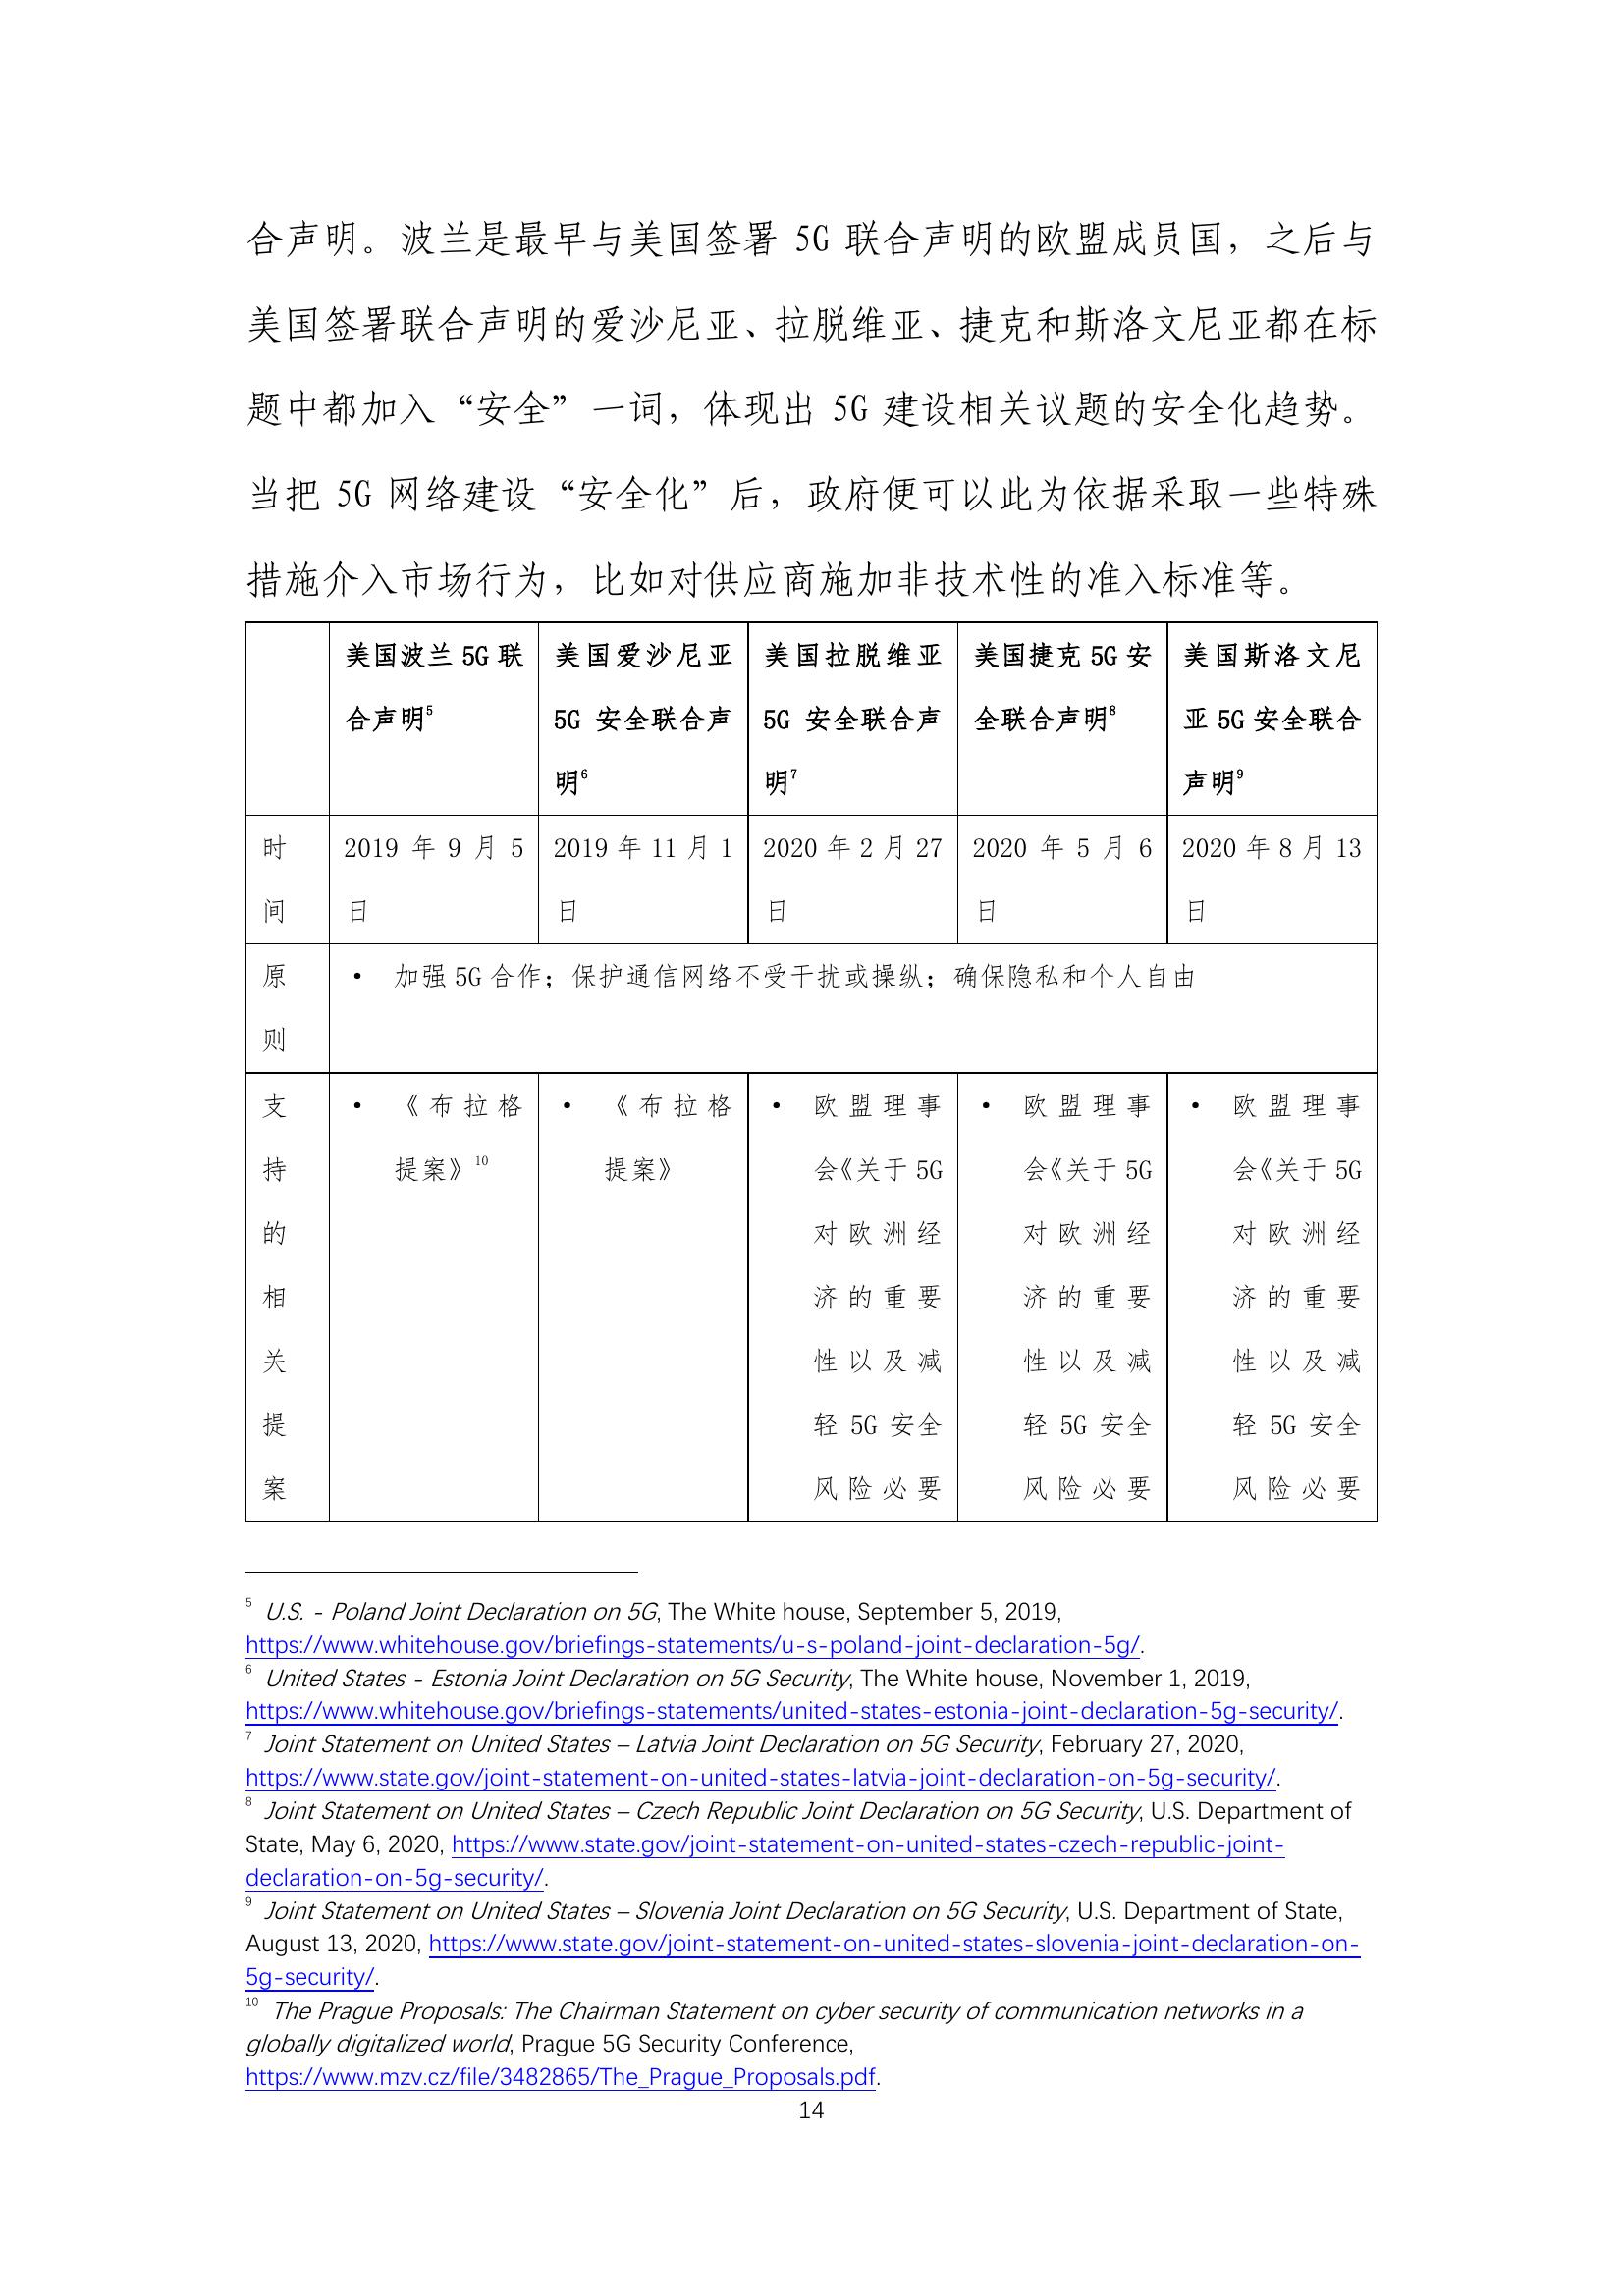 合声明。波兰是最早与美国签署 5G 联合声明的欧盟成员国，之后与
美国签署联合声明的爱沙尼亚、拉脱维亚、捷克和斯洛文尼亚都在标
题中都加入“安全”一词，体现出 5G 建设相关议题的安全化趋势。
当把 5G 网络建设“安全化”后，政府便可以此为依据采取一些特殊
措施介入市场行为，比如对供应商施加非技术性的准入标准等。
美国波兰 5G 联
合声明5
美国爱沙尼亚
5G 安全联合声
明6
美国拉脱维亚
5G 安全联合声
明7
美国捷克 5G 安
全联合声明8
美国斯洛文尼
亚 5G 安全联合
声明9
时
间
2019 年 9 月 5
日
2019 年 11 月 1
日
2020 年 2 月 27
日
2020 年 5 月 6
日
2020 年 8 月 13
日
原
则
• 加强 5G 合作；保护通信网络不受干扰或操纵；确保隐私和个人自由
支
持
的
相
关
提
案
• 《布拉格
提案》10
• 《布拉格
提案》
• 欧盟理事
会《关于 5G
对欧洲经
济的重要
性以及减
轻 5G 安全
风险必要
• 欧盟理事
会《关于 5G
对欧洲经
济的重要
性以及减
轻 5G 安全
风险必要
• 欧盟理事
会《关于 5G
对欧洲经
济的重要
性以及减
轻 5G 安全
风险必要
5 U.S. - Poland Joint Declaration on 5G, The White house, September 5, 2019,
https://www.whitehouse.gov/briefings-statements/u-s-poland-joint-declaration-5g/.
6 United States - Estonia Joint Declaration on 5G Security, The White house, November 1, 2019,
https://www.whitehouse.gov/briefings-statements/united-states-estonia-joint-declaration-5g-security/.
7 Joint Statement on United States – Latvia Joint Declaration on 5G Security, February 27, 2020,
https://www.state.gov/joint-statement-on-united-states-latvia-joint-declaration-on-5g-security/.
8 Joint Statement on United States – Czech Republic Joint Declaration on 5G Security, U.S. Department of
State, May 6, 2020, https://www.state.gov/joint-statement-on-united-states-czech-republic-joint-
declaration-on-5g-security/.
9 Joint Statement on United States – Slovenia Joint Declaration on 5G Security, U.S. Department of State,
August 13, 2020, https://www.state.gov/joint-statement-on-united-states-slovenia-joint-declaration-on-
5g-security/.
10 The Prague Proposals: The Chairman Statement on cyber security of communication networks in a
globally digitalized world, Prague 5G Security Conference,
https://www.mzv.cz/file/3482865/The_Prague_Proposals.pdf.
14